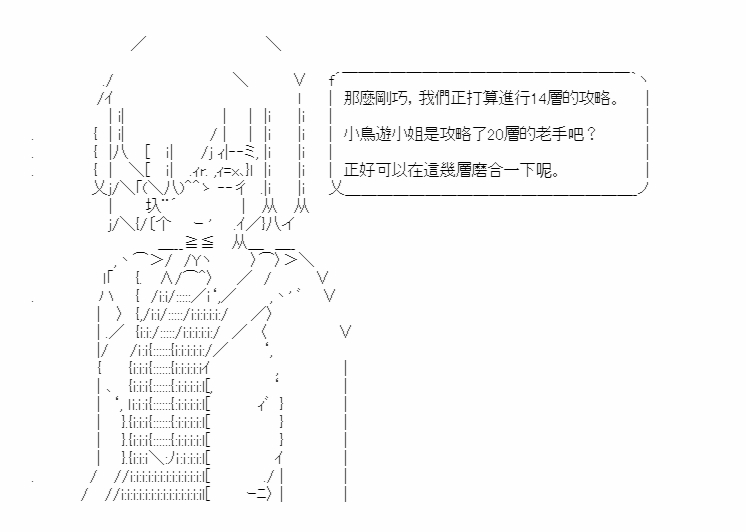 那麼剛巧，我們正打算進行14層的攻略。
小鳥遊小姐是攻略了20層的老手吧？
正好可以在這幾層磨合一下呢。